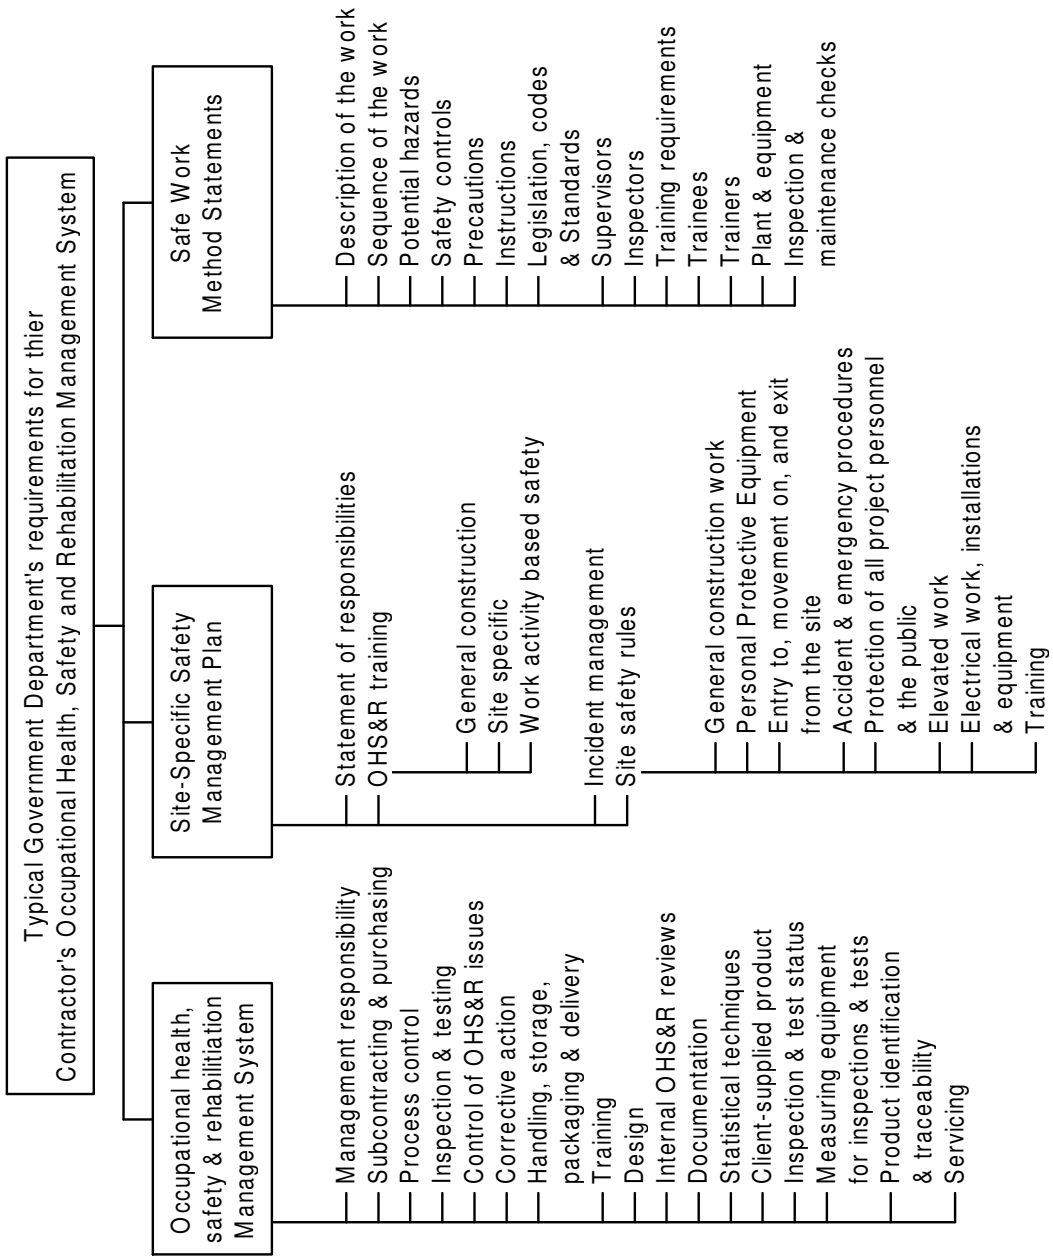 Typical Government Department's requirements for thier
Contractor's Occupational Health, Safety and Rehabilitation Management System
Occupational health,
safety & rehabilitiation
Management System
Management responsibility
Subcontracting & purchasing
Process control
Inspection & testing
Control of OHS&R issues
Corrective action
Handling, storage,
packaging & delivery
Training
Design
Internal OHS&R reviews
Documentation
Statistical techniques
Client-supplied product
Inspection & test status
Measuring equipment
for inspections & tests
Product identification
& traceability
Servicing
Site-Specific Safety
Management Plan
Statement of responsibilities
OHS&R training
General construction
Site specific
Work activity based safety
Incident management
Site safety rules
General construction work
Personal Protective Equipment
Entry to, movement on, and exit
from the site
Accident & emergency procedures
Protection of all project personnel
& the public
Elevated work
Electrical work, installations
& equipment
Training
Safe Work
Method Statements
Description of the work
Sequence of the work
Potential hazards
Safety controls
Precautions
Instructions
Legislation, codes
& Standards
Supervisors
Inspectors
Training requirements
Trainees
Trainers
Plant & equipment
Inspection &
maintenance checks